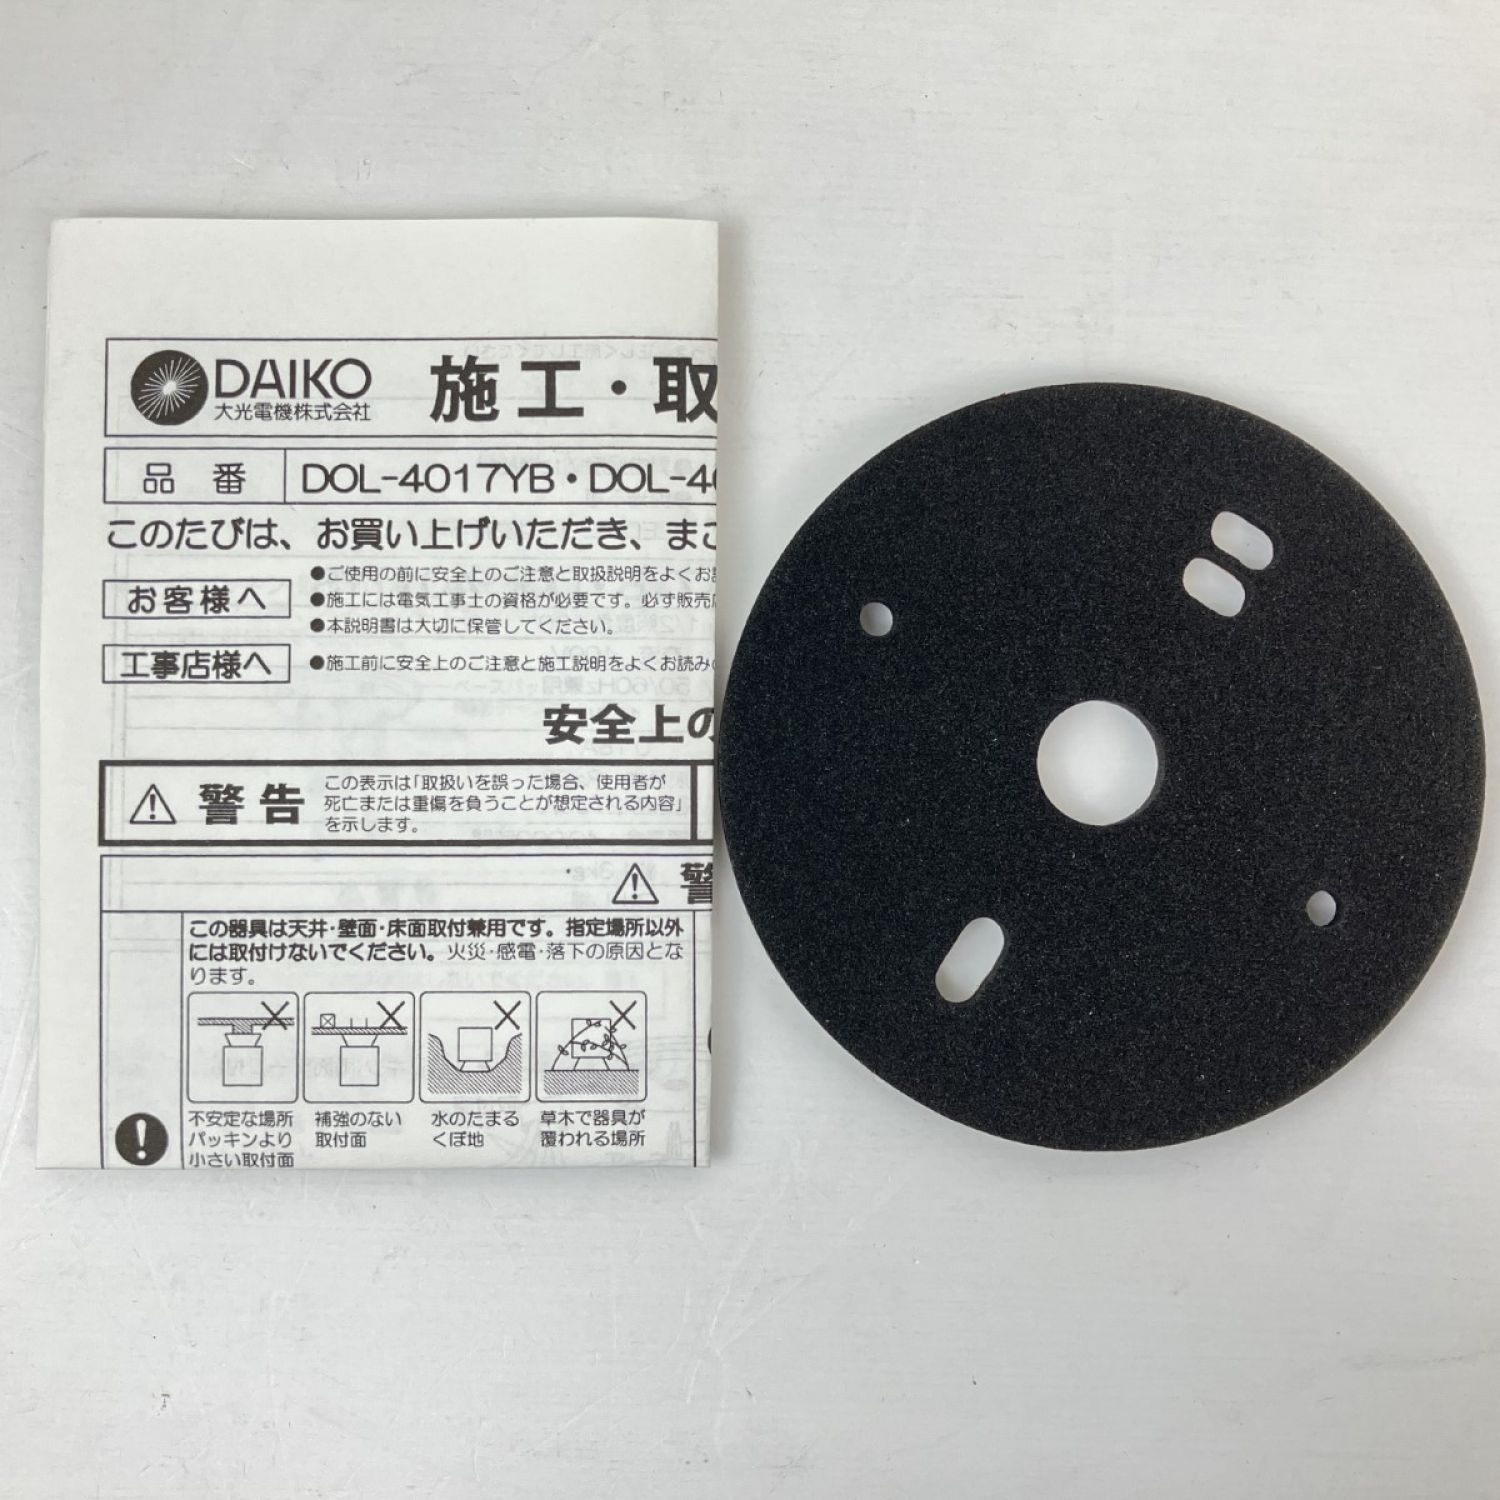 DAIKO
大光電機株式会社
施工・取
品番
DOL-4017YB・DOL-4
このたびは、お買い上げいただき、まこ
お客様へ
●ご使用の前に安全上のご注意と取扱説明をよくお
●施工には電気工事士の資格が必要です。必ず販売
●本説明書は大切に保管してください。
工事店様へ
●施工前に安全上のご注意と施工説明をよくお読み
安全上の
警告
この表示は「取扱いを誤った場合、使用者が
死亡または重傷を負うことが想定される内容」
を示します。
この器具は天井・壁面・床面取付兼用です。指定場所以外
には取付けないでください。火災・感電・落下の原因とな
ります。
不安定な場所
パッキンより
小さい取付面
補強のない
取付面
水のたまる
くぼ地
草木で器具が
覆われる場所